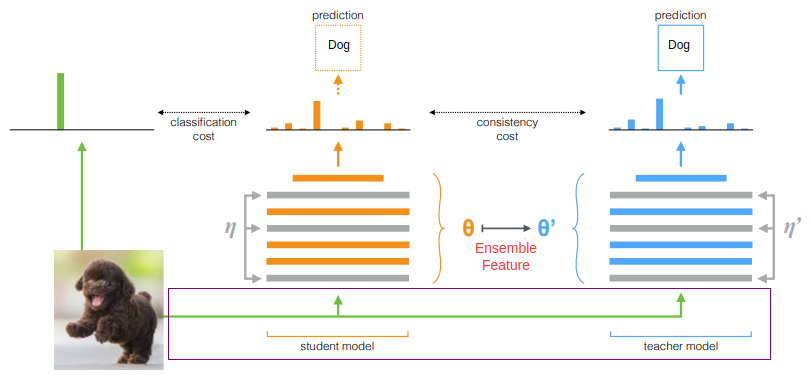 prediction
prediction
Dog
Dog
classification
cost
consistency
cost
η
θ
θ’
η’
Ensemble
Feature
student model
teacher model